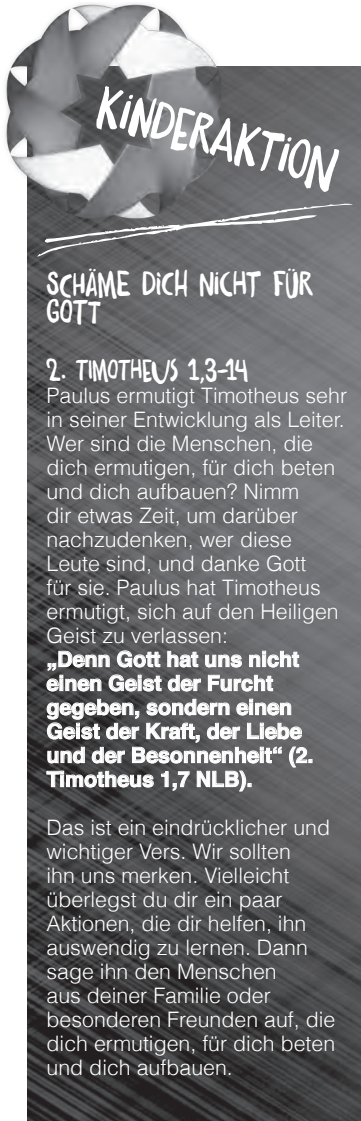 KINDERAKTION
SCHÄME DICH NICHT FÜR
GOTT
2. TIMOTHEUS 1,3-14
Paulus ermutigt Timotheus sehr
in seiner Entwicklung als Leiter.
Wer sind die Menschen, die
dich ermutigen, für dich beten
und dich aufbauen? Nimm
dir etwas Zeit, um darüber
nachzudenken, wer diese
Leute sind, und danke Gott
für sie. Paulus hat Timotheus
ermutigt, sich auf den Heiligen
Geist zu verlassen:
„Denn Gott hat uns nicht
einen Geist der Furcht
gegeben, sondern einen
Geist der Kraft, der Liebe
und der Besonnenheit“ (2.
Timotheus 1,7 NLB).
Das ist ein eindrücklicher und
wichtiger Vers. Wir sollten
ihn uns merken. Vielleicht
überlegst du dir ein paar
Aktionen, die dir helfen, ihn
auswendig zu lernen. Dann
sage ihn den Menschen
aus deiner Familie oder
besonderen Freunden auf, die
dich ermutigen, für dich beten
und dich aufbauen.